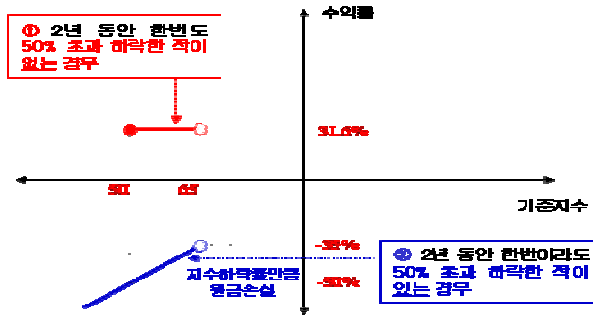 수익률
① 2년 동안 한번도
50% 초과 하락한 적이
없는 경우
31.6%
50 65
기준지수
-35%
② 2년 동안 한번이라도
50% 초과 하락한 적이
있는 경우
지수하락률만큼
원금손실
-50%